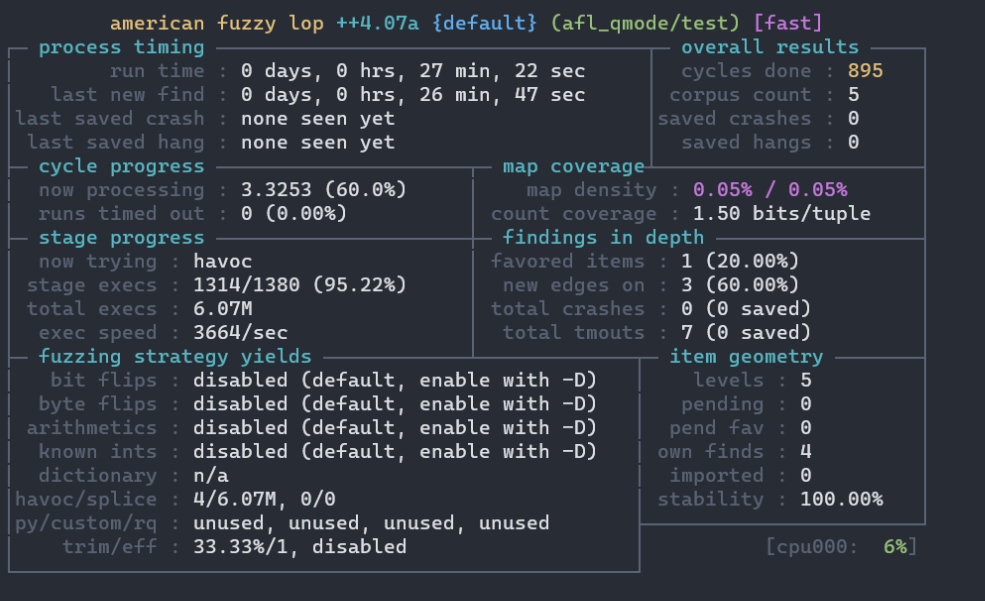 american fuzzy lop ++4.07a {default} (afl_qmode/test) [fast]
process timing overall results
run time : 0 days, 0 hrs, 27 min, 22 sec cycles done : 895
last new find : 0 days, 0 hrs, 26 min, 47 sec corpus count : 5
last saved crash : none seen yet saved crashes : 0
last saved hang : none seen yet saved hangs : 0
cycle progress map coverage
now processing : 3.3253 (60.0%) map density : 0.05% / 0.05%
runs timed out : 0 (0.00%) count coverage : 1.50 bits/tuple
stage progress findings in depth
now trying : havoc favored items : 1 (20.00%)
stage execs : 1314/1380 (95.22%) new edges on : 3 (60.00%)
total execs : 6.07M total crashes : 0 (0 saved)
exec speed : 3664/sec total tmouts : 7 (0 saved)
fuzzing strategy yields item geometry
bit flips : disabled (default, enable with -D) levels : 5
byte flips : disabled (default, enable with -D) pending : 0
arithmetics : disabled (default, enable with -D) pend fav : 0
known ints : disabled (default, enable with -D) own finds : 4
dictionary : n/a imported : 0
havoc/splice : 4/6.07M, 0/0 stability : 100.00%
py/custom/rq : unused, unused, unused, unused
trim/eff : 33.33%/1, disabled [cpu000: 6%]